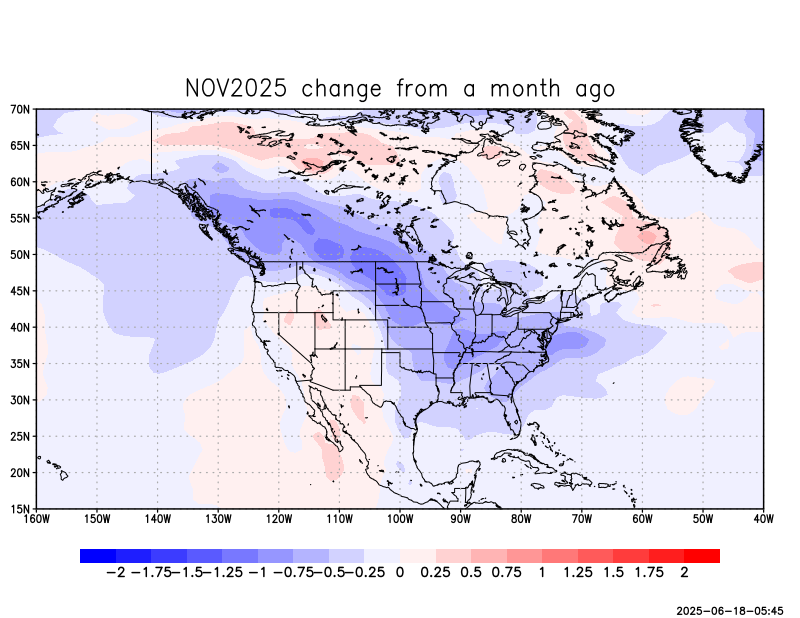 NOV2025 change from a month ago
70N
65N
60N
55N
50N
45N
40N
35N
30N
25N
20N
15N
160W 150W 140W 130W 120W 110W 100W 90W 80W 70W 60W 50W 40W
−2 −1.75−1.5−1.25 −1 −0.75−0.5−0.25 0 0.25 0.5 0.75 1 1.25 1.5 1.75 2
2025-06-18-05:45